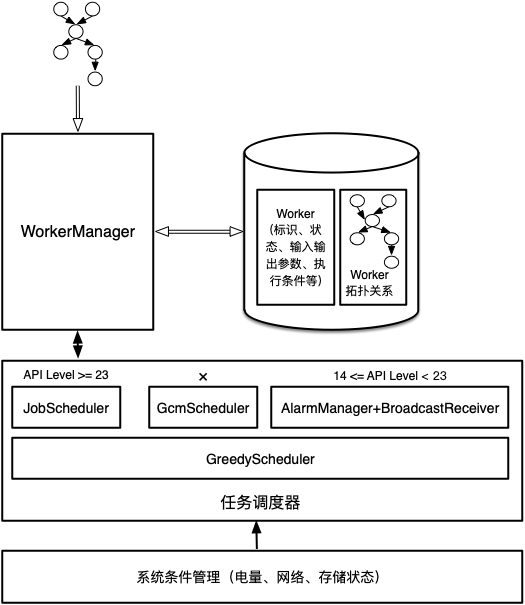 WorkerManager
Worker
（标识、状
态、输入输
出参数、执
行条件等）
Worker
拓扑关系
API Level >= 23
×
14 <= API Level < 23
JobScheduler
GcmScheduler
AlarmManager+BroadcastReceiver
GreedyScheduler
任务调度器
系统条件管理（电量、网络、存储状态）